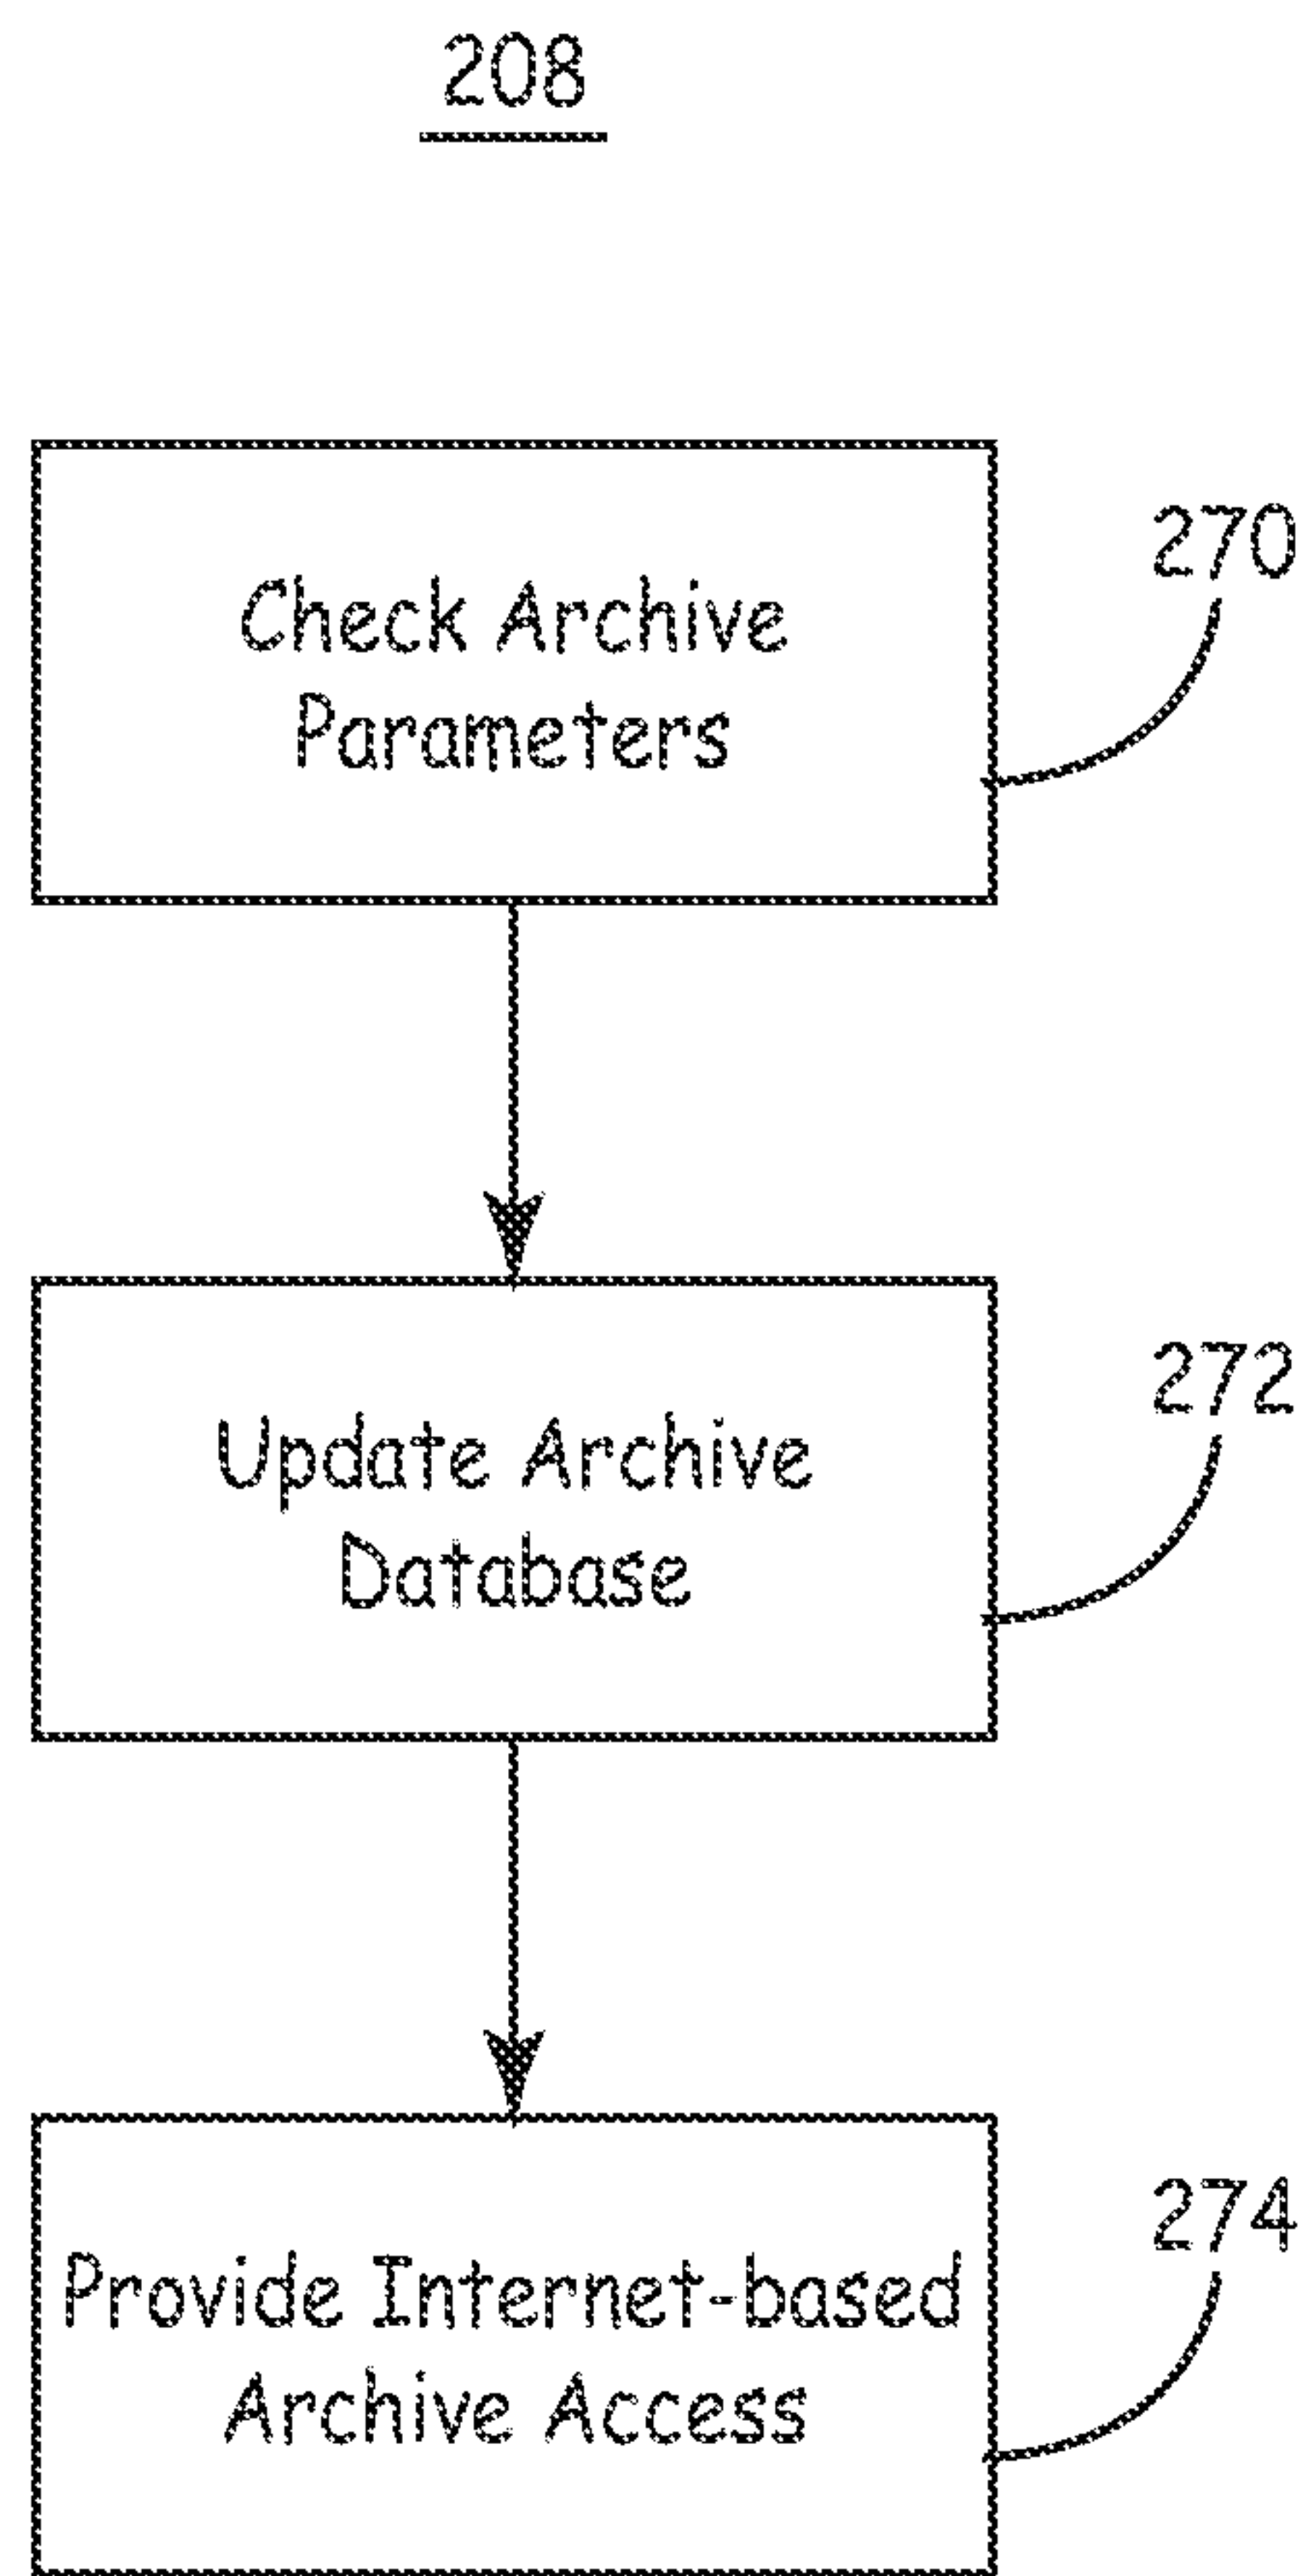 208
Check Archive
Parameters
270
Update Archive
Database
272
Provide Internet-based
Archive Access
274